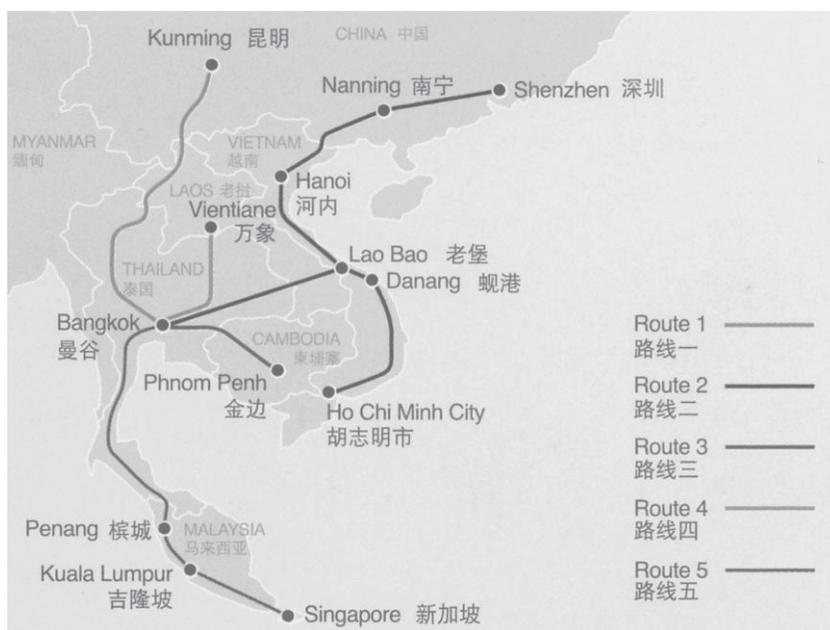 Kunming 昆明
CHINA 中国
Nanning 南宁
Shenzhen 深圳
MYANMAR
缅甸
VIETNAM
越南
Hanoi
河内
LAOS 老挝
Vientiane
万象
Lao Bao 老堡
Danang 蚬港
THAILAND
泰国
Bangkok
曼谷
CAMBODIA
柬埔寨
Phnom Penh
金边
Ho Chi Minh City
胡志明市
Penang 槟城
MALAYSIA
马来西亚
Kuala Lumpur
吉隆坡
Singapore 新加坡
Route 1
路线一
Route 2
路线二
Route 3
路线三
Route 4
路线四
Route 5
路线五